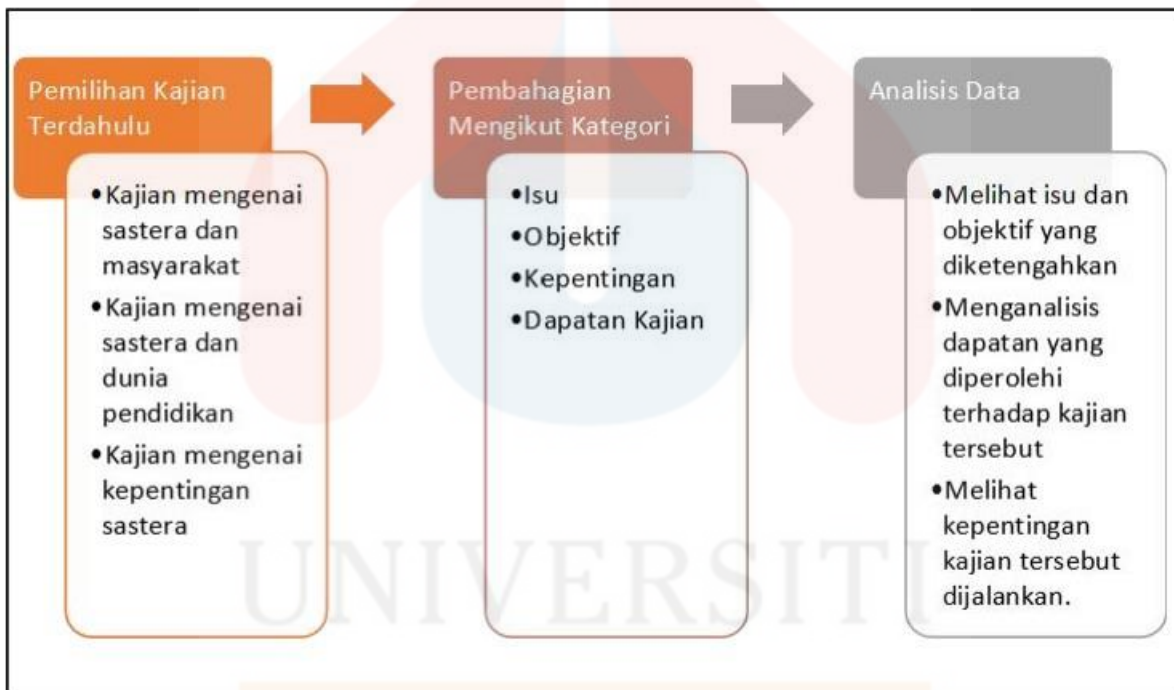 Pemilihan Kajian
Terdahulu
•Kajian mengenai
sastera dan
masyarakat
•Kajian mengenai
sastera dan
dunia
pendidikan
•Kajian mengenai
kepentingan
sastera
Pembahagian
Mengikut Kategori
•Isu
•Objektif
•Kepentingan
•Dapatan Kajian
Analisis Data
•Melihat isu dan
objektif yang
diketengahkan
•Menganalisis
dapatan yang
diperolehi
terhadap kajian
tersebut
•Melihat
kepentingan
kajian tersebut
dijalankan.
UNIVERSITI